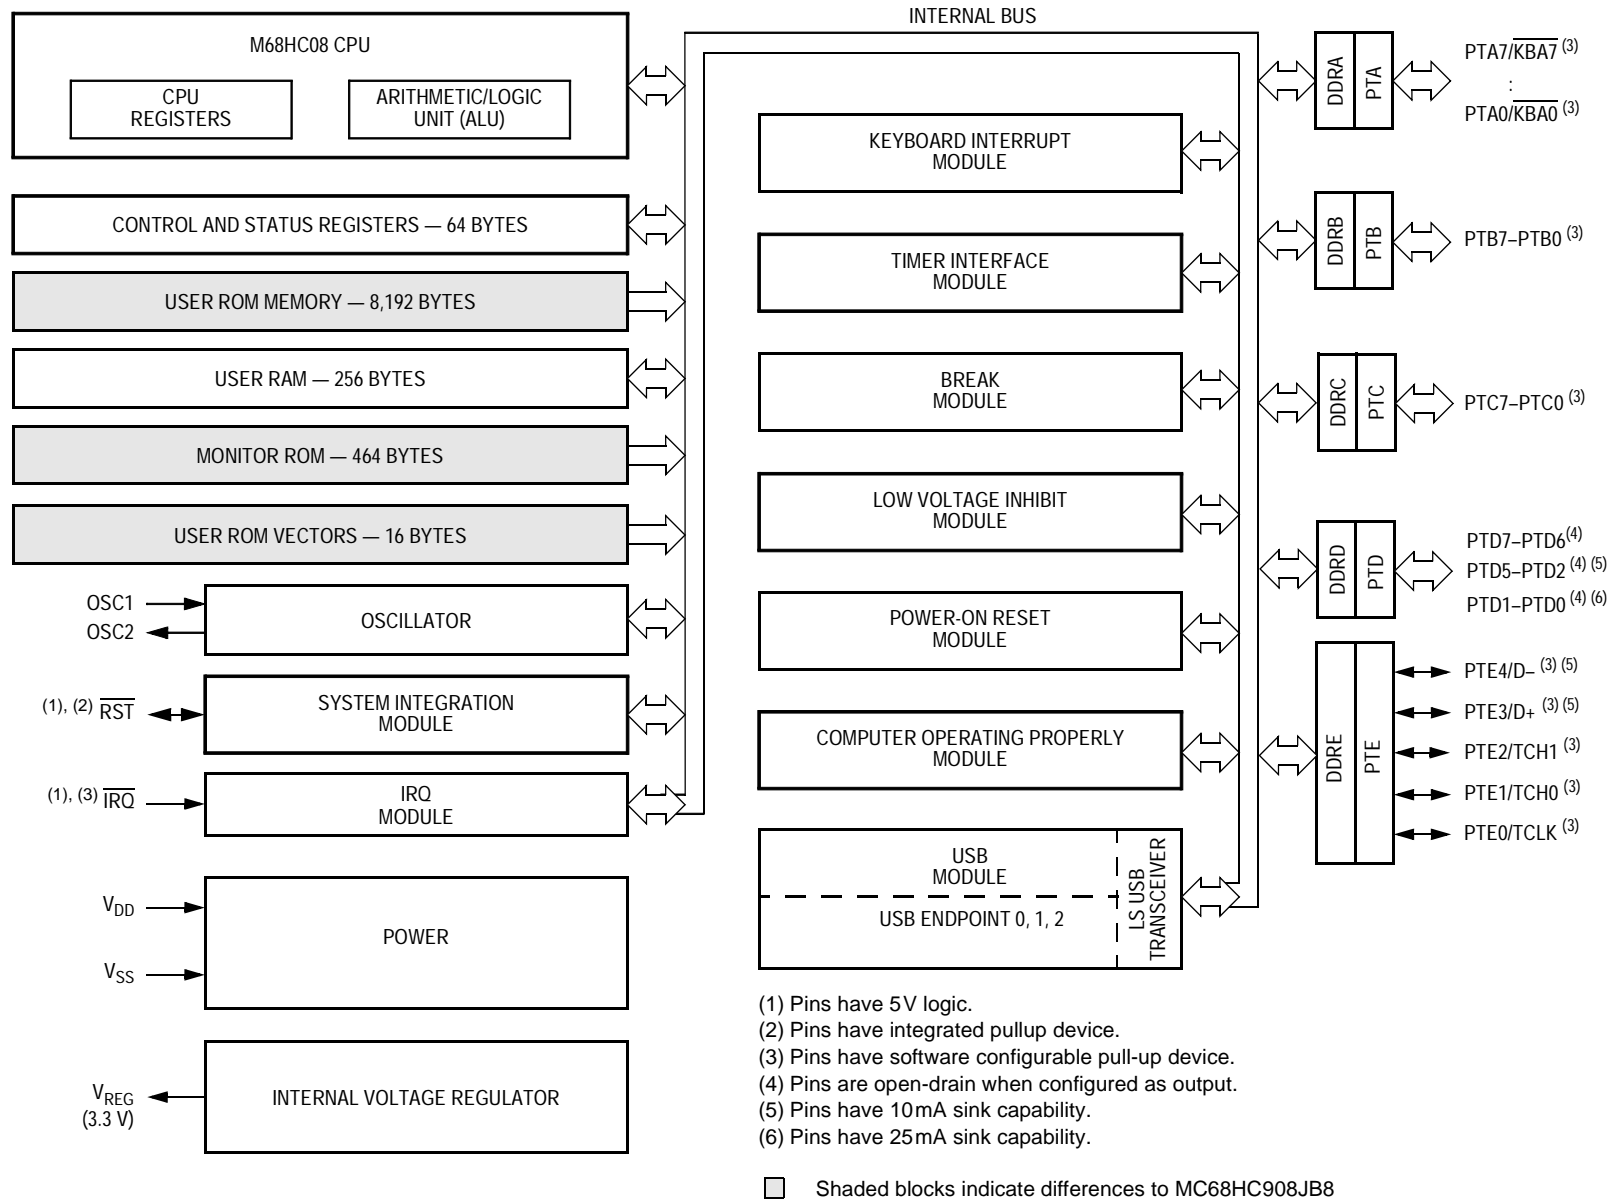 INTERNAL BUS
M68HC08 CPU
CPU
REGISTERS
ARITHMETIC/LOGIC
UNIT (ALU)
CONTROL AND STATUS REGISTERS — 64 BYTES
USER ROM MEMORY — 8,192 BYTES
USER RAM — 256 BYTES
MONITOR ROM — 464 BYTES
USER ROM VECTORS — 16 BYTES
OSC1
OSC2
OSCILLATOR
(1), (2) RST
SYSTEM INTEGRATION
MODULE
(1), (3) IRQ
IRQ
MODULE
VDD
VSS
POWER
VREG
(3.3 V)
INTERNAL VOLTAGE REGULATOR
KEYBOARD INTERRUPT
MODULE
TIMER INTERFACE
MODULE
BREAK
MODULE
LOW VOLTAGE INHIBIT
MODULE
POWER-ON RESET
MODULE
COMPUTER OPERATING PROPERLY
MODULE
USB
MODULE
USB ENDPOINT 0, 1, 2
LS USB
TRANSCEIVER
DDRA
PTA
PTA7/KBA7 (3)
:
PTA0/KBA0 (3)
DDRB
PTB
PTB7–PTB0 (3)
DDRC
PTC
PTC7–PTC0 (3)
DDRD
PTD
PTD7–PTD6 (4)
PTD5–PTD2 (4) (5)
PTD1–PTD0 (4) (6)
DDRE
PTE
PTE4/D– (3) (5)
PTE3/D+ (3) (5)
PTE2/TCH1 (3)
PTE1/TCH0 (3)
PTE0/TCLK (3)
(1) Pins have 5V logic.
(2) Pins have integrated pullup device.
(3) Pins have software configurable pull-up device.
(4) Pins are open-drain when configured as output.
(5) Pins have 10mA sink capability.
(6) Pins have 25mA sink capability.
Shaded blocks indicate differences to MC68HC908JB8